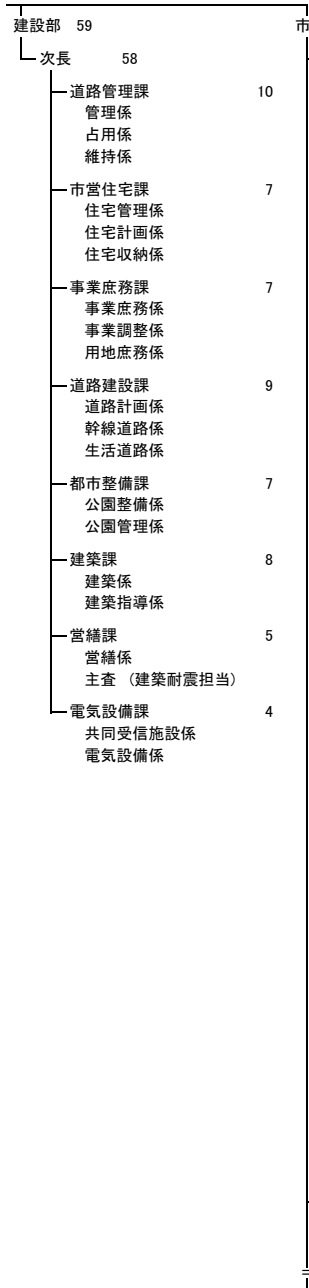 建設部 59
市
次長 58
道路管理課 10
管理係
占用係
維持係
市営住宅課 7
住宅管理係
住宅計画係
住宅収納係
事業庶務課 7
事業庶務係
事業調整係
用地庶務係
道路建設課 9
道路計画係
幹線道路係
生活道路係
都市整備課 7
公園整備係
公園管理係
建築課 8
建築係
建築指導係
営繕課 5
営繕係
主査 （建築耐震担当）
電気設備課 4
共同受信施設係
電気設備係